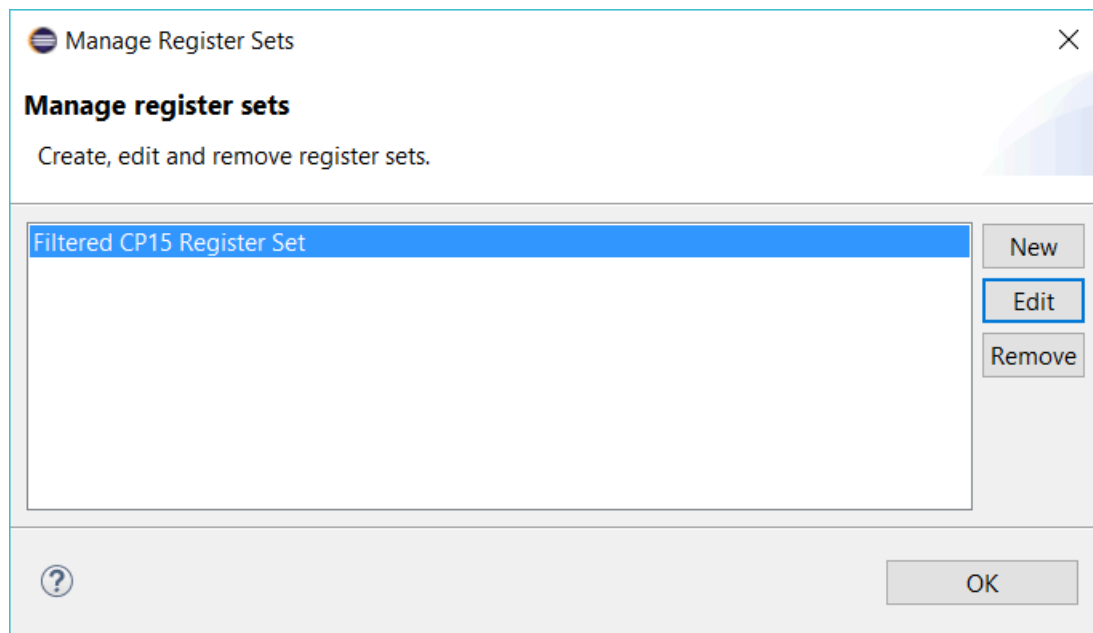 Manage Register Sets
Manage register sets
Create, edit and remove register sets.
Filtered CP15 Register Set
New
Edit
Remove
?
OK